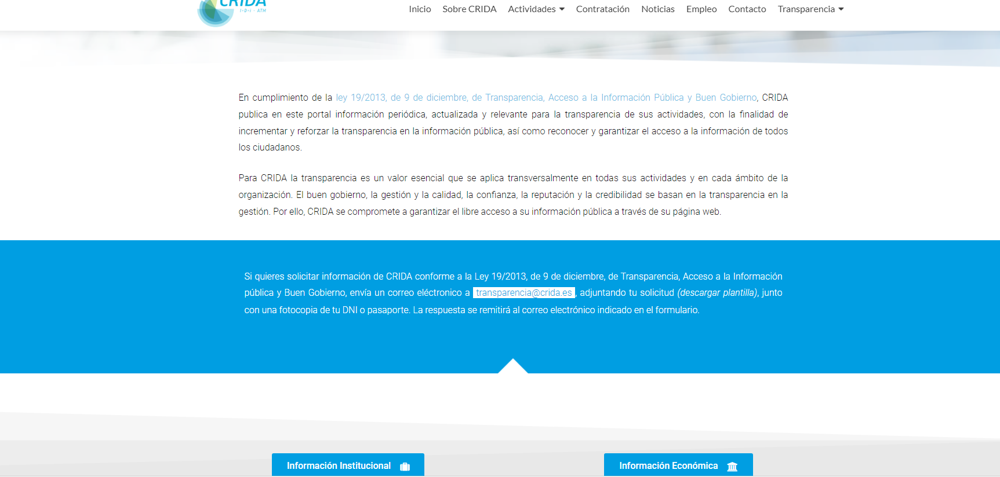 CRIDA
I+D+i - ATM
Inicio Sobre CRIDA Actividades Contratación Noticias Empleo Contacto Transparencia
En cumplimiento de la ley 19/2013, de 9 de diciembre, de Transparencia, Acceso a la Información Pública y Buen Gobierno, CRIDA
publica en este portal información periódica, actualizada y relevante para la transparencia de sus actividades, con la finalidad de
incrementar y reforzar la transparencia en la información pública, así como reconocer y garantizar el acceso a la información de todos
los ciudadanos.
Para CRIDA la transparencia es un valor esencial que se aplica transversalmente en todas sus actividades y en cada ámbito de la
organización. El buen gobierno, la gestión y la calidad, la confianza, la reputación y la credibilidad se basan en la transparencia en la
gestión. Por ello, CRIDA se compromete a garantizar el libre acceso a su información pública a través de su página web.
Si quieres solicitar información de CRIDA conforme a la Ley 19/2013, de 9 de diciembre, de Transparencia, Acceso a la Información
pública y Buen Gobierno, envía un correo eléctronico a transparencia@crida.es, adjuntando tu solicitud (descargar plantilla), junto
con una fotocopia de tu DNI o pasaporte. La respuesta se remitirá al correo electrónico indicado en el formulario.
Información Institucional
Información Económica